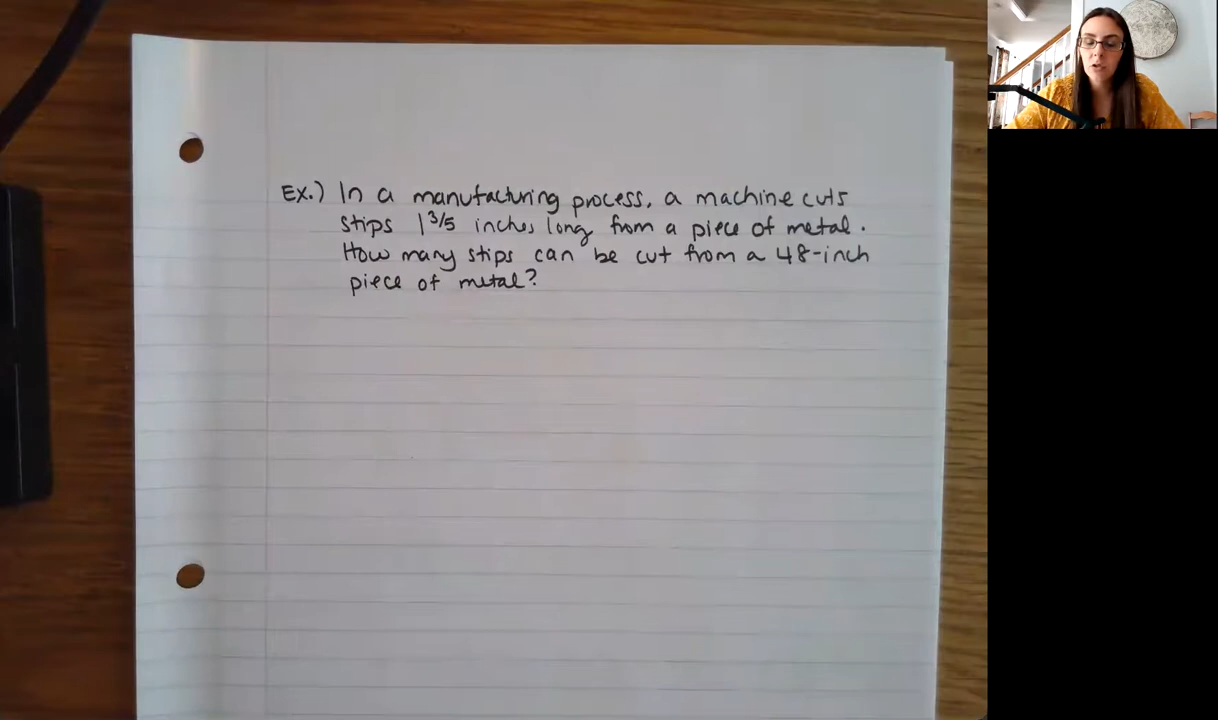 Ex.) In a manufacturing process, a machine cuts
stips 1 3/5 inches long from a piece of metal.
How many stips can be cut from a 48-inch
piece of metal?